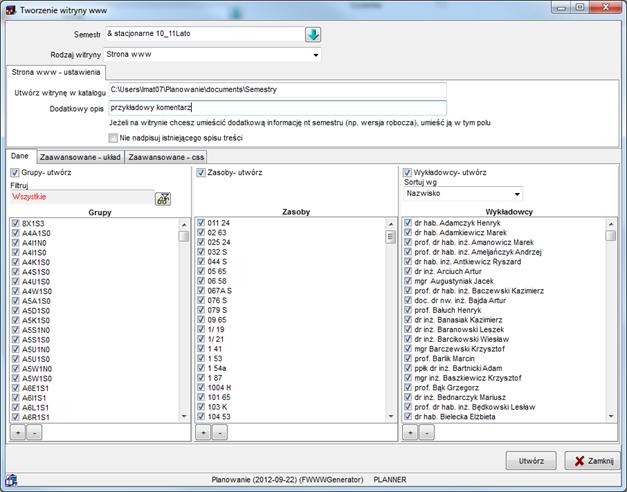 Tworzenie witryny www
Semestr & stacjonarne 10_11Lato
Rodzaj witryny Strona www
Strona www - ustawienia
Utwórz witrynę w katalogu C:\Users\lmat07\Planowanie\documents\Semestry
Dodatkowy opis przykładowy komentarz
Jeżeli na witrynie chcesz umieścić dodatkową informację nt semestru (np. wersja robocza), umieść ją w tym polu
Nie nadpisuj istniejącego spisu treści
Dane Zaawansowane - układ Zaawansowane - css
Grupy- utwórz
Filtruj
Wszystkie
Grupy
8X1S3
A4A1S0
A4I1N0
A4I1S0
A4K1S0
A4S1S0
A4U1S0
A4W1S0
A5A1S0
A5D1S0
A5K1S0
A5S1N0
A5S1S0
A5U1N0
A5U1S0
A5W1N0
A5W1S0
A6E1S1
A6I1S1
A6L1S1
A6R1S1
+ -
Zasoby- utwórz
Zasoby
011 24
02 63
025 24
032 S
044 S
05 65
06 58
067A S
076 S
079 S
09 65
1/ 19
1/ 21
1 41
1 53
1 54a
1 87
1004 H
101 65
103 K
104 53
+ -
Wykładowcy- utwórz
Sortuj wg
Nazwisko
Wykładowcy
dr hab. Adamczyk Henryk
dr hab. Adamkiewicz Marek
prof. dr hab. inż. Amanowicz Marek
prof. dr hab. inż. Ameljańczyk Andrzej
dr hab. inż. Antkiewicz Ryszard
dr inż. Arciuch Artur
mgr Augustyniak Jacek
prof. dr hab. inż. Baczewski Kazimierz
doc. dr nw. inż. Bajda Artur
prof. Bałuch Henryk
dr inż. Banasiak Kazimierz
dr inż. Baranowski Leszek
dr inż. Barcikowski Wiesław
mgr Barczewski Krzysztof
prof. Barlik Marcin
ppłk dr inż. Bartnicki Adam
mgr inż. Baszkiewicz Krzysztof
prof. Bąk Grzegorz
dr inż. Bednarczyk Mariusz
prof. dr hab. inż. Będkowski Lesław
dr hab. Bielecka Elżbieta
+ -
Utwórz Zamknij
Planowanie (2012-09-22) (FWWWGenerator) PLANNER